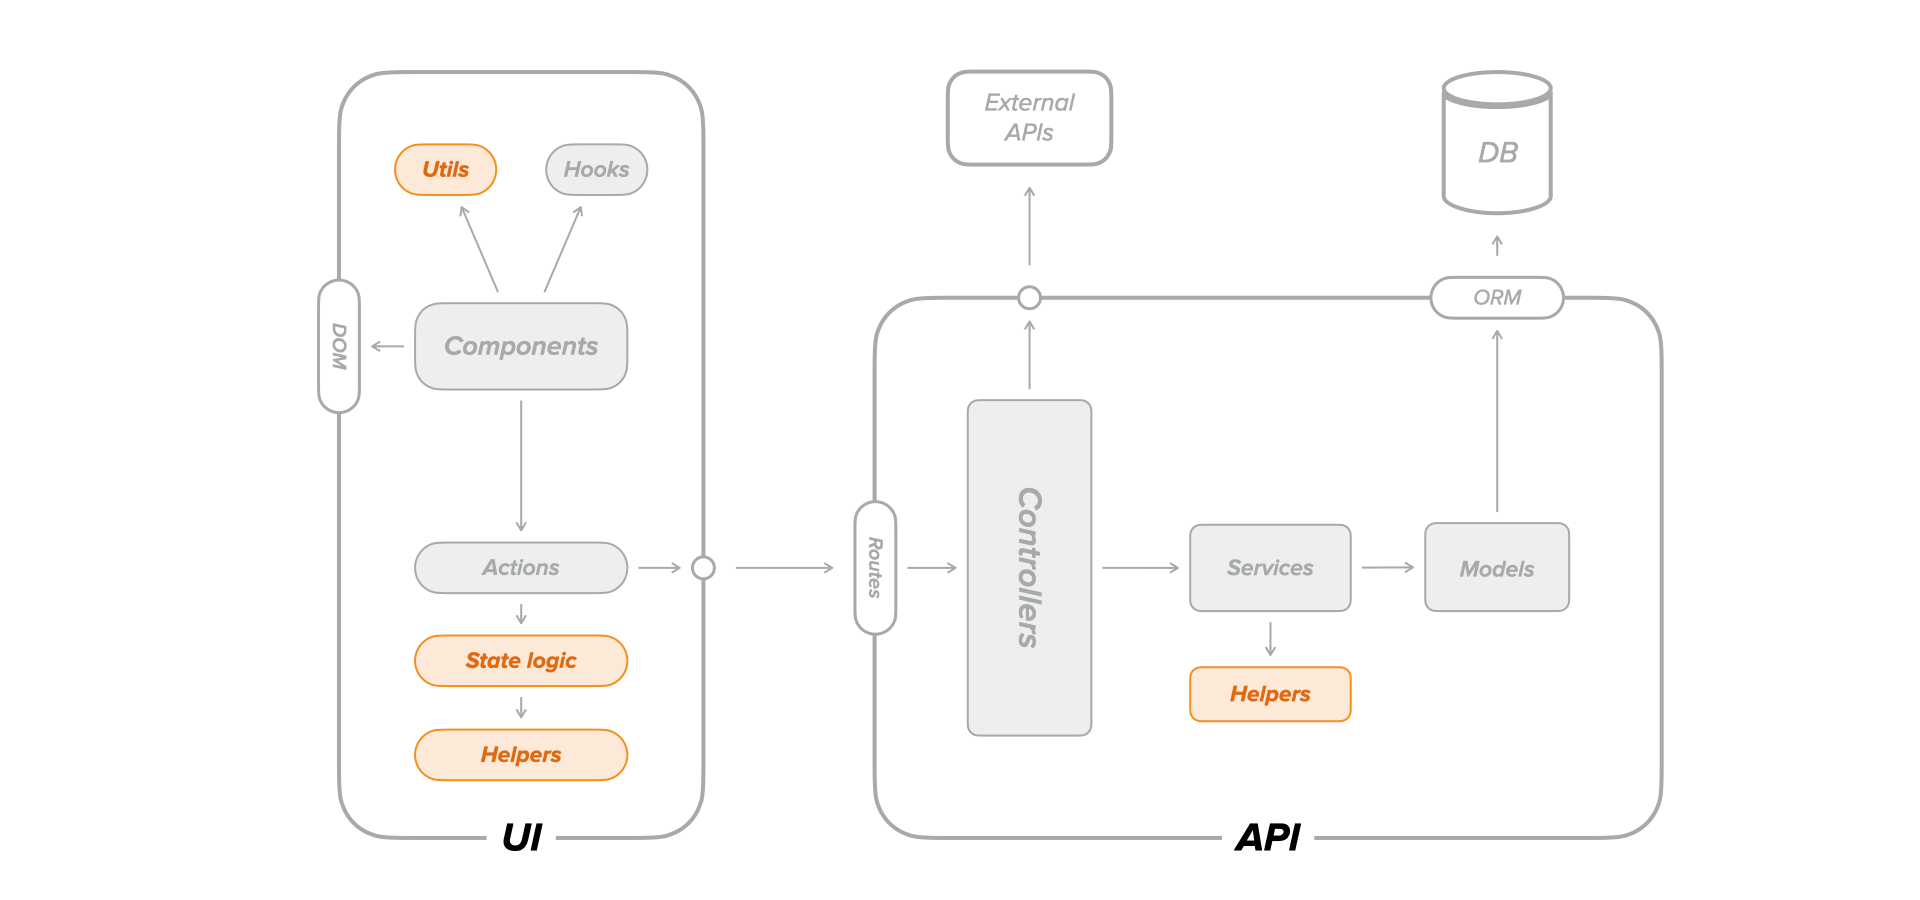 Utils
Hooks
DOM
Components
Actions
State logic
Helpers
UI
External
APIs
DB
ORM
Routes
Controllers
Services
Models
Helpers
API